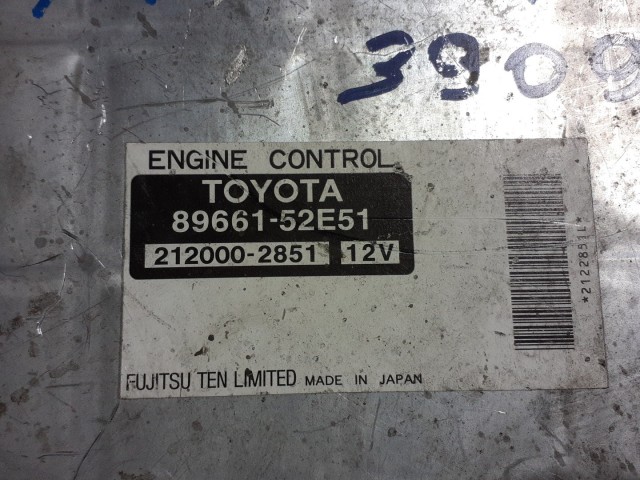 3909
ENGINE CONTROL
TOYOTA
89661-52E51
212000-2851 12V
*2122851L*
FUJITSU TEN LIMITED MADE IN JAPAN